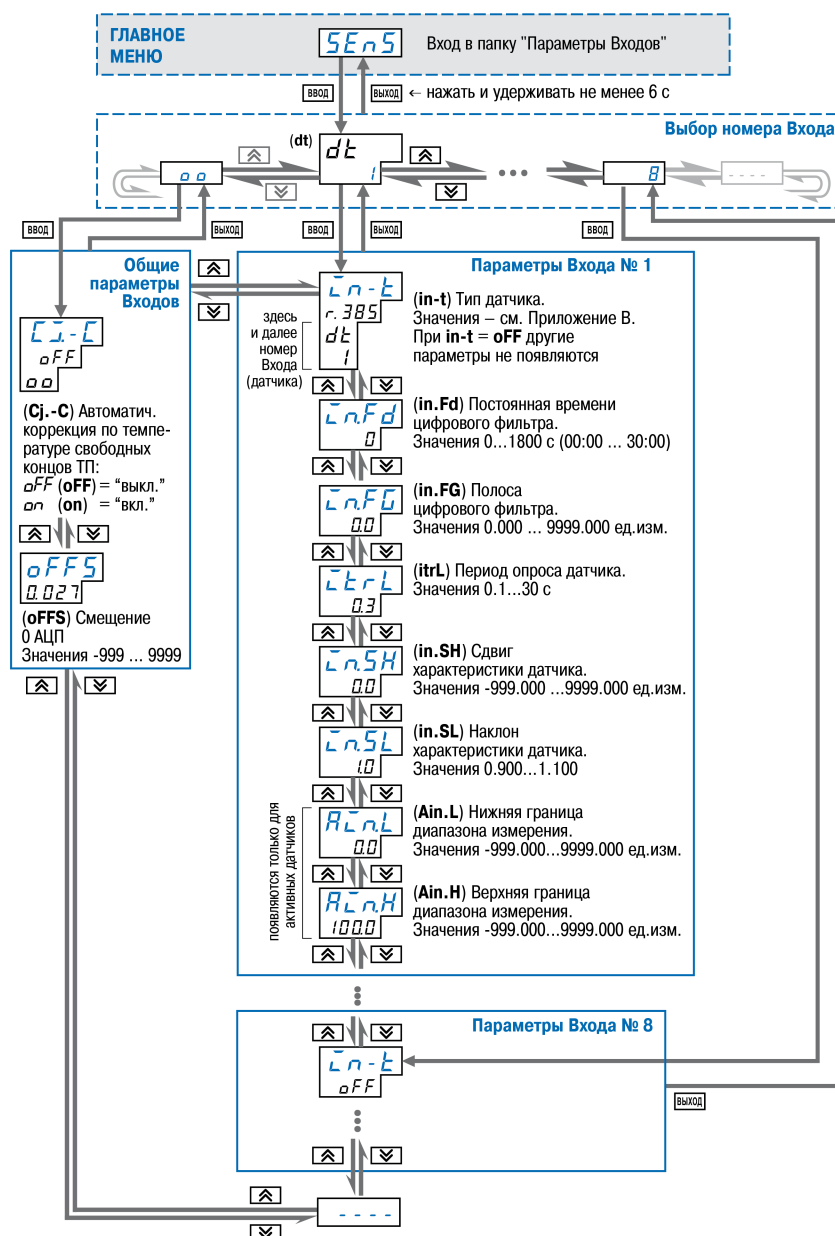 ГЛАВНОЕ
МЕНЮ
SEnS
Вход в папку "Параметры Входов"
ВВОД
ВЫХОД
← нажать и удерживать не менее 6 с
Выбор номера Входа
(dt)
dt
1
oo
...
8
- - - -
ВВОД
ВЫХОД
ВВОД
ВЫХОД
ВВОД
Общие
параметры
Входов
Cj.-C
oFF
oo
(Cj.-C) Автоматич.
коррекция по темпе-
ратуре свободных
концов ТП:
oFF (oFF) = “выкл.”
on (on) = “вкл.”
oFFS
0.027
(oFFS) Смещение
0 АЦП
Значения -999 ... 9999
Параметры Входа № 1
in-t
r.385
dt
1
здесь
и далее
номер
Входа
(датчика)
(in-t) Тип датчика.
Значения – см. Приложение В.
При in-t = oFF другие
параметры не появляются
in.Fd
0
(in.Fd) Постоянная времени
цифрового фильтра.
Значения 0...1800 с (00:00 ... 30:00)
in.FG
0.0
(in.FG) Полоса
цифрового фильтра.
Значения 0.000 ... 9999.000 ед.изм.
itrL
0.3
(itrL) Период опроса датчика.
Значения 0.1...30 с
in.SH
0.0
(in.SH) Сдвиг
характеристики датчика.
Значения -999.000 ...9999.000 ед.изм.
in.SL
1.0
(in.SL) Наклон
характеристики датчика.
Значения 0.900...1.100
появляются только для
активных датчиков
Ain.L
0.0
(Ain.L) Нижняя граница
диапазона измерения.
Значения -999.000...9999.000 ед.изм.
Ain.H
100.0
(Ain.H) Верхняя граница
диапазона измерения.
Значения -999.000...9999.000 ед.изм.
Параметры Входа № 8
in-t
oFF
ВЫХОД
- - - -